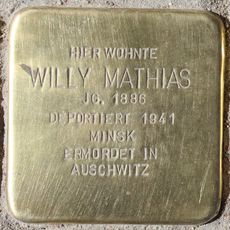 HIER WOHNTE
WILLY MATHIAS
JG. 1886
DEPORTIERT 1941
MINSK
ERMORDET IN
AUSCHWITZ